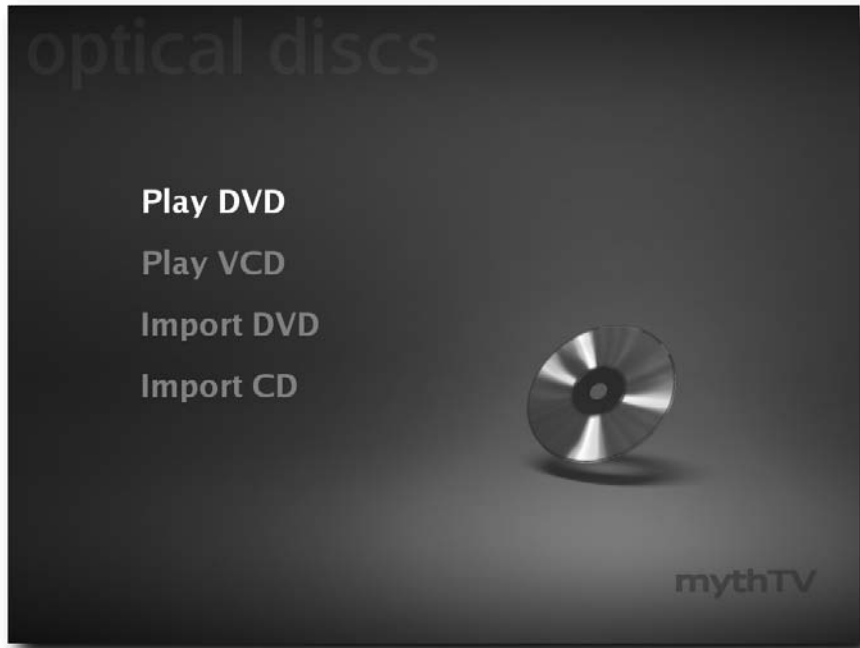 optical discs
Play DVD
Play VCD
Import DVD
Import CD
mythTV